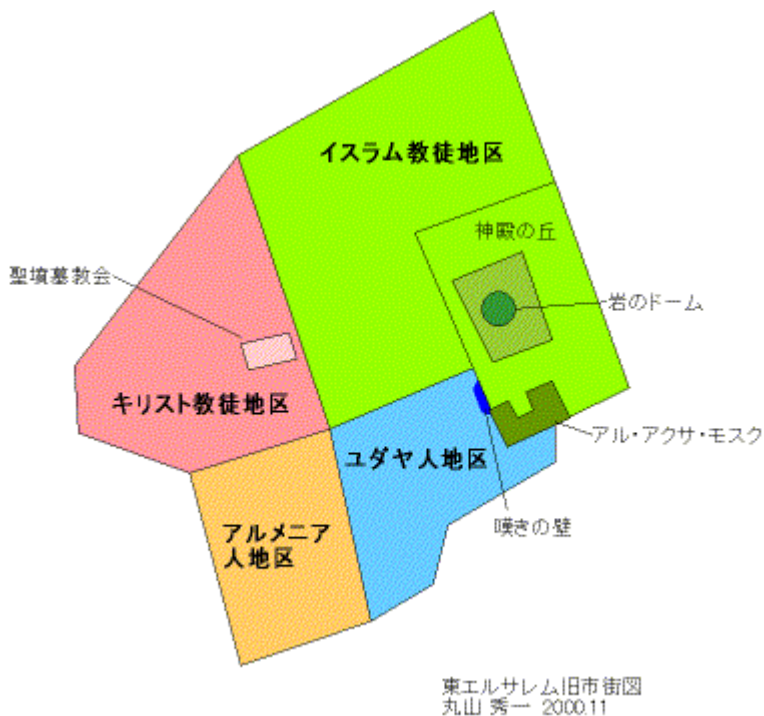 イスラム教徒地区
神殿の丘
聖墳墓教会
岩のドーム
キリスト教徒地区
アル・アクサ・モスク
ユダヤ人地区
嘆きの壁
アルメニア
人地区
東エルサレム旧市街図
丸山 秀一 2000.11